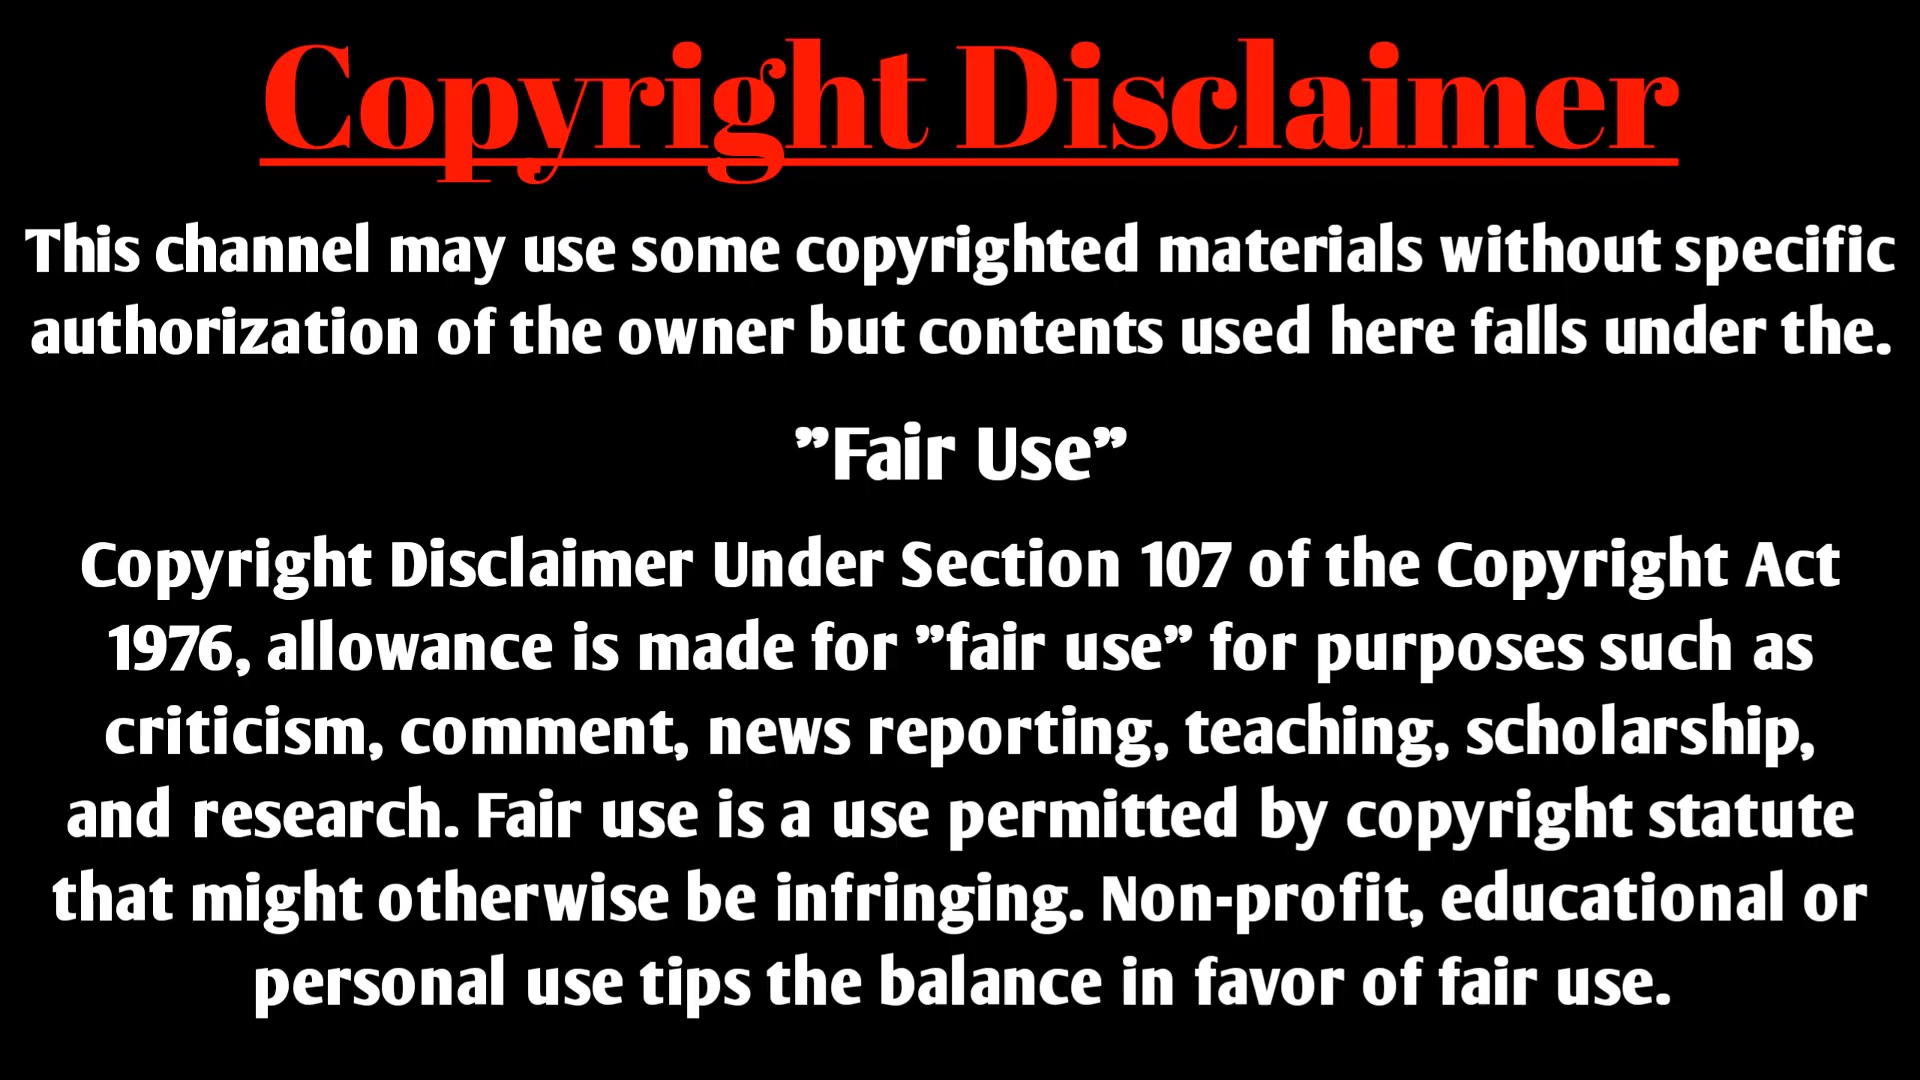 Copyright Disclaimer
This channel may use some copyrighted materials without specific
authorization of the owner but contents used here falls under the.
”Fair Use”
Copyright Disclaimer Under Section 107 of the Copyright Act
1976, allowance is made for ”fair use” for purposes such as
criticism, comment, news reporting, teaching, scholarship,
and research. Fair use is a use permitted by copyright statute
that might otherwise be infringing. Non-profit, educational or
personal use tips the balance in favor of fair use.